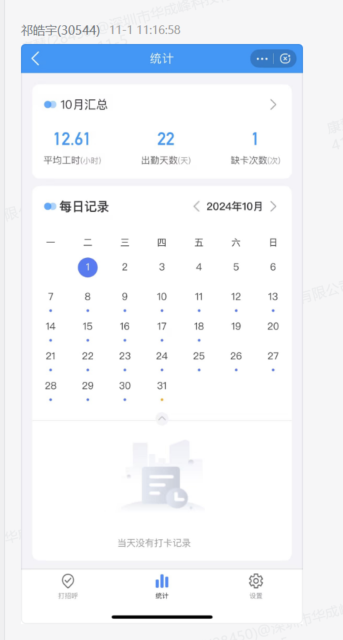 祁皓宇(30544) 11-1 11:16:58
统计
10月汇总
12.61 22 1
平均工时(小时) 出勤天数(天) 缺卡次数(次)
每日记录 2024年10月
一 二 三 四 五 六 日
1 2 3 4 5 6
7 8 9 10 11 12 13
14 15 16 17 18 19 20
21 22 23 24 25 26 27
28 29 30 31
当天没有打卡记录
统计 设置